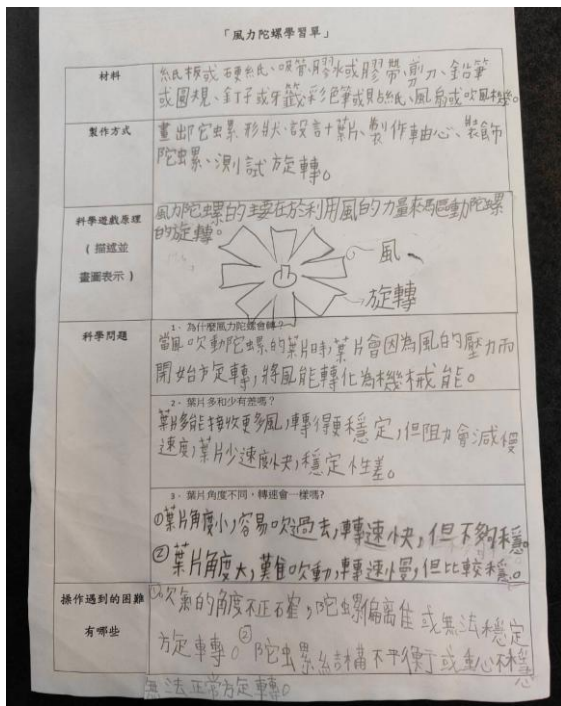 「風力陀螺學習單」
材料
紙板或硬紙、吸管、膠水或膠帶、剪刀、鉛筆
或圓規、釘子或牙籤、彩色筆或貼紙、風扇或吹風機。
製作方式
畫出陀螺形狀、設計葉片、製作軸心、裝飾
陀螺、測試旋轉。
科學遊戲原理
(描述並
畫圖表示)
風力陀螺的主要在於利用風的力量來馬區動陀螺
的旋轉。
風
旋轉
科學問題
1、為什麼風力陀螺會轉?
當風吹動陀螺的葉片時,葉片會因為風的壓力而
開始旋轉,將風能轉化為機械能。
2、葉片多和少有差嗎?
葉片多能接收更多風,轉得更穩定,但阻力會減慢
速度,葉片少速度快,穩定性差。
3、葉片角度不同,轉速會一樣嗎?
①葉片角度小,容易吹過去,轉速快,但不夠穩。
②葉片角度大,難吹動,轉速慢,但比較穩。
操作遇到的困難
有哪些
①吹氣的角度不正確,陀螺偏離進或無法穩定
旋轉。②陀螺結構不平衡或重心不穩
無法正常旋轉。